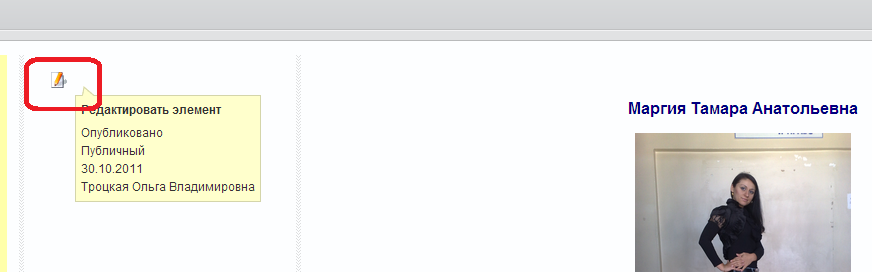 Редактировать элемент
Опубликовано
Публичный
30.10.2011
Троцкая Ольга Владимировна
Маргия Тамара Анатольевна